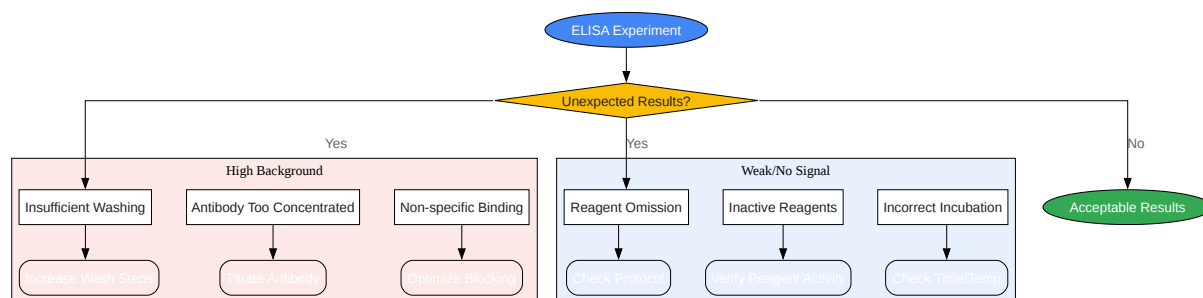 ELISA Experiment
Unexpected Results?
Yes
Yes
No
High Background
Weak/No Signal
Insufficient Washing
Antibody Too Concentrated
Non-specific Binding
Reagent Omission
Inactive Reagents
Incorrect Incubation
Acceptable Results
Increase Wash Steps
Titrate Antibody
Optimize Blocking
Check Protocol
Verify Reagent Activity
Check Time/Temp